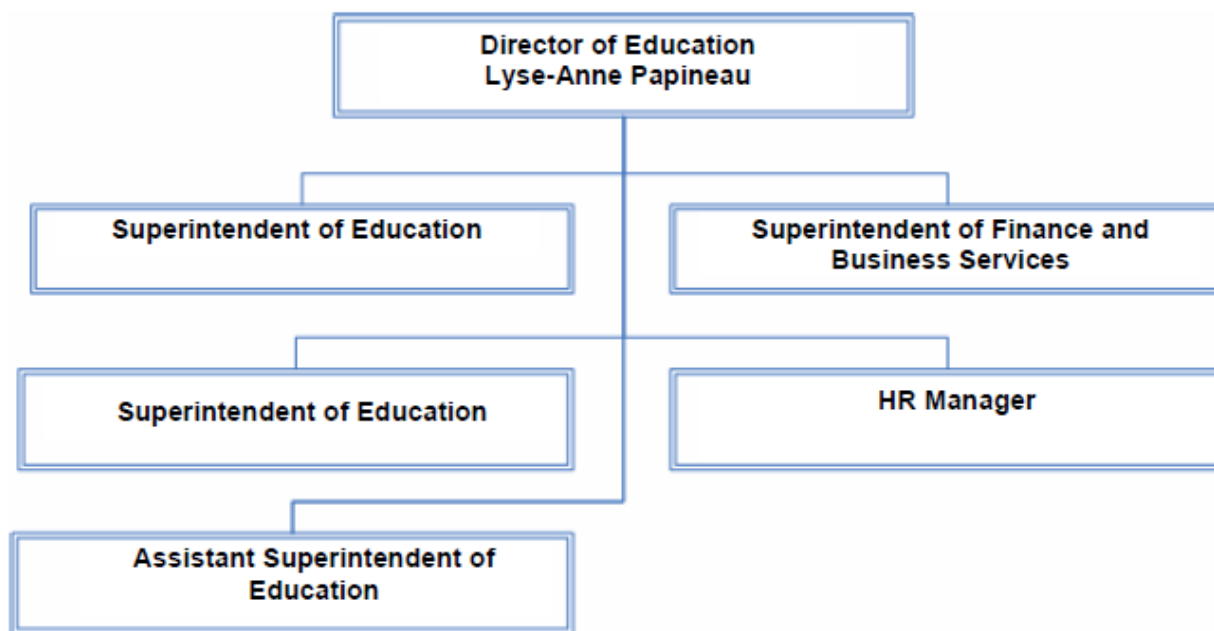 Director of Education
Lyse-Anne Papineau
Superintendent of Education
Superintendent of Finance and
Business Services
Superintendent of Education
HR Manager
Assistant Superintendent of
Education